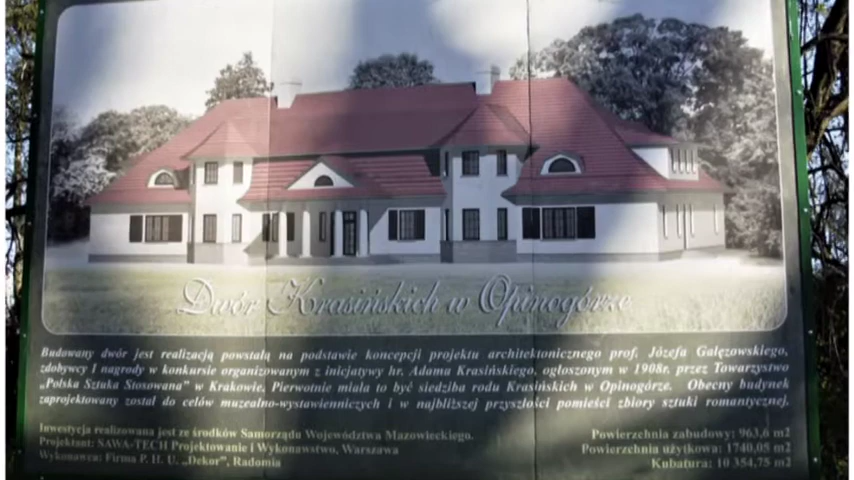 Dwór Krasińskich w Opinogórze
Budowany dwór jest realizacją powstałą na podstawie koncepcji projektu architektonicznego prof. Józefa Gałęzowskiego,
zdobywcy I nagrody w konkursie organizowanym z inicjatywy hr. Adama Krasińskiego, ogłoszonym w 1908r. przez Towarzystwo
„Polska Sztuka Stosowana” w Krakowie. Pierwotnie miała to być siedziba rodu Krasińskich w Opinogórze. Obecny budynek
zaprojektowany został do celów muzealno-wystawienniczych i w najbliższej przyszłości pomieści zbiory sztuki romantycznej.
Inwestycja realizowana jest ze środków Samorządu Województwa Mazowieckiego.
Projektant: SAWA-TECH Projektowanie i Wykonawstwo, Warszawa
Wykonawca: Firma P. H. U. „Dekor”, Radomia
Powierzchnia zabudowy: 963,6 m2
Powierzchnia użytkowa: 1740,05 m2
Kubatura: 10 354,75 m2